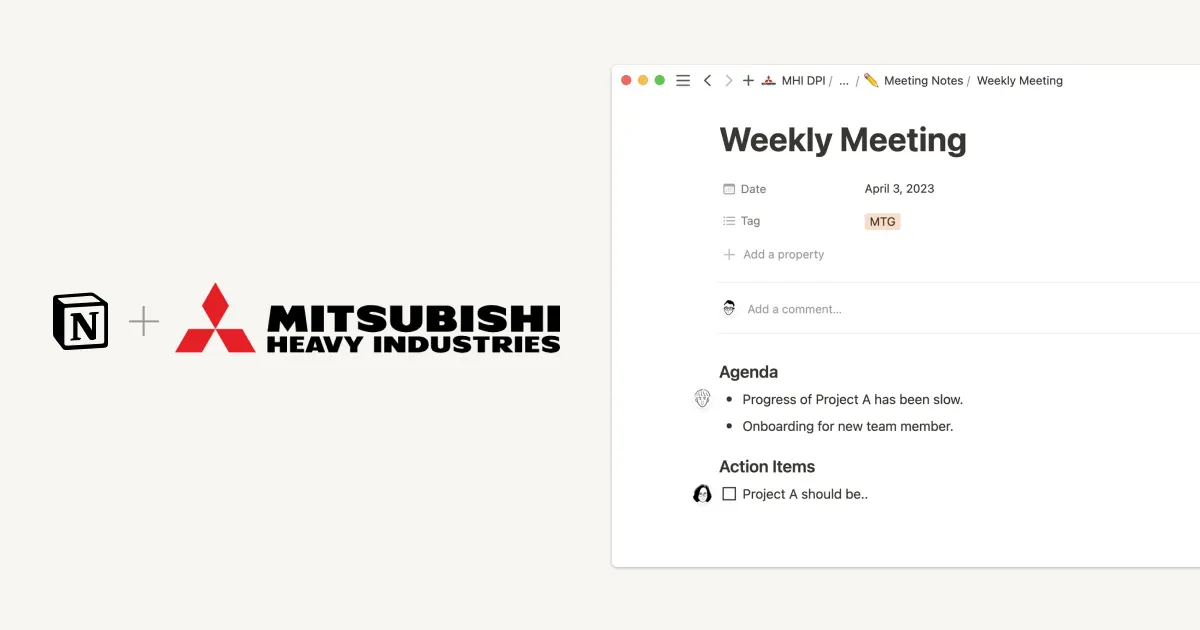 N
MITSUBISHI
HEAVY INDUSTRIES
MHI DPI / ... / Meeting Notes / Weekly Meeting
Weekly Meeting
Date April 3, 2023
Tag MTG
Add a property
Add a comment...
Agenda
• Progress of Project A has been slow.
• Onboarding for new team member.
Action Items
Project A should be..